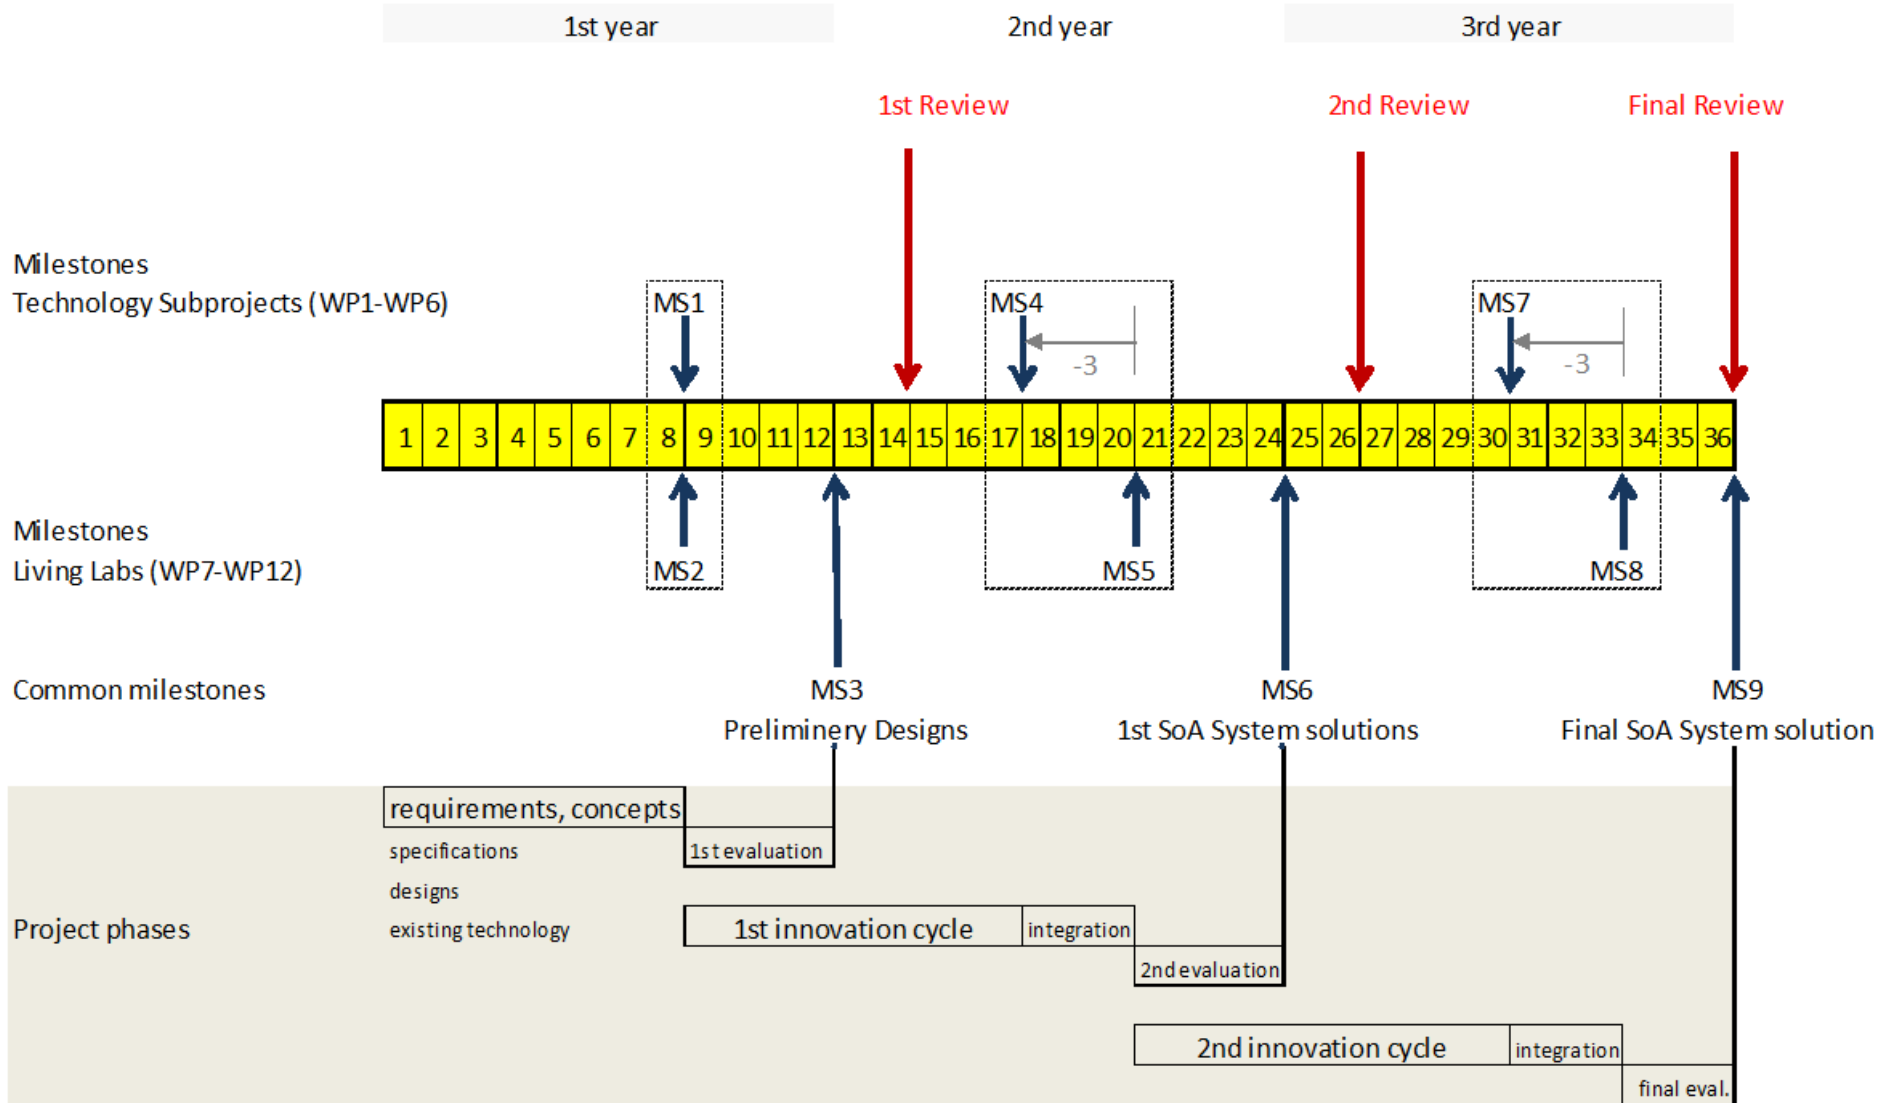 1st year 2nd year 3rd year
1st Review 2nd Review Final Review
Milestones
Technology Subprojects (WP1-WP6)
MS1 MS4 MS7
-3 -3
1 2 3 4 5 6 7 8 9 10 11 12 13 14 15 16 17 18 19 20 21 22 23 24 25 26 27 28 29 30 31 32 33 34 35 36
Milestones
Living Labs (WP7-WP12)
MS2 MS5 MS8
Common milestones MS3 MS6 MS9
Preliminery Designs 1st SoA System solutions Final SoA System solution
requirements, concepts
specifications 1st evaluation
designs
Project phases existing technology 1st innovation cycle integration
2nd evaluation
2nd innovation cycle integration
final eval.